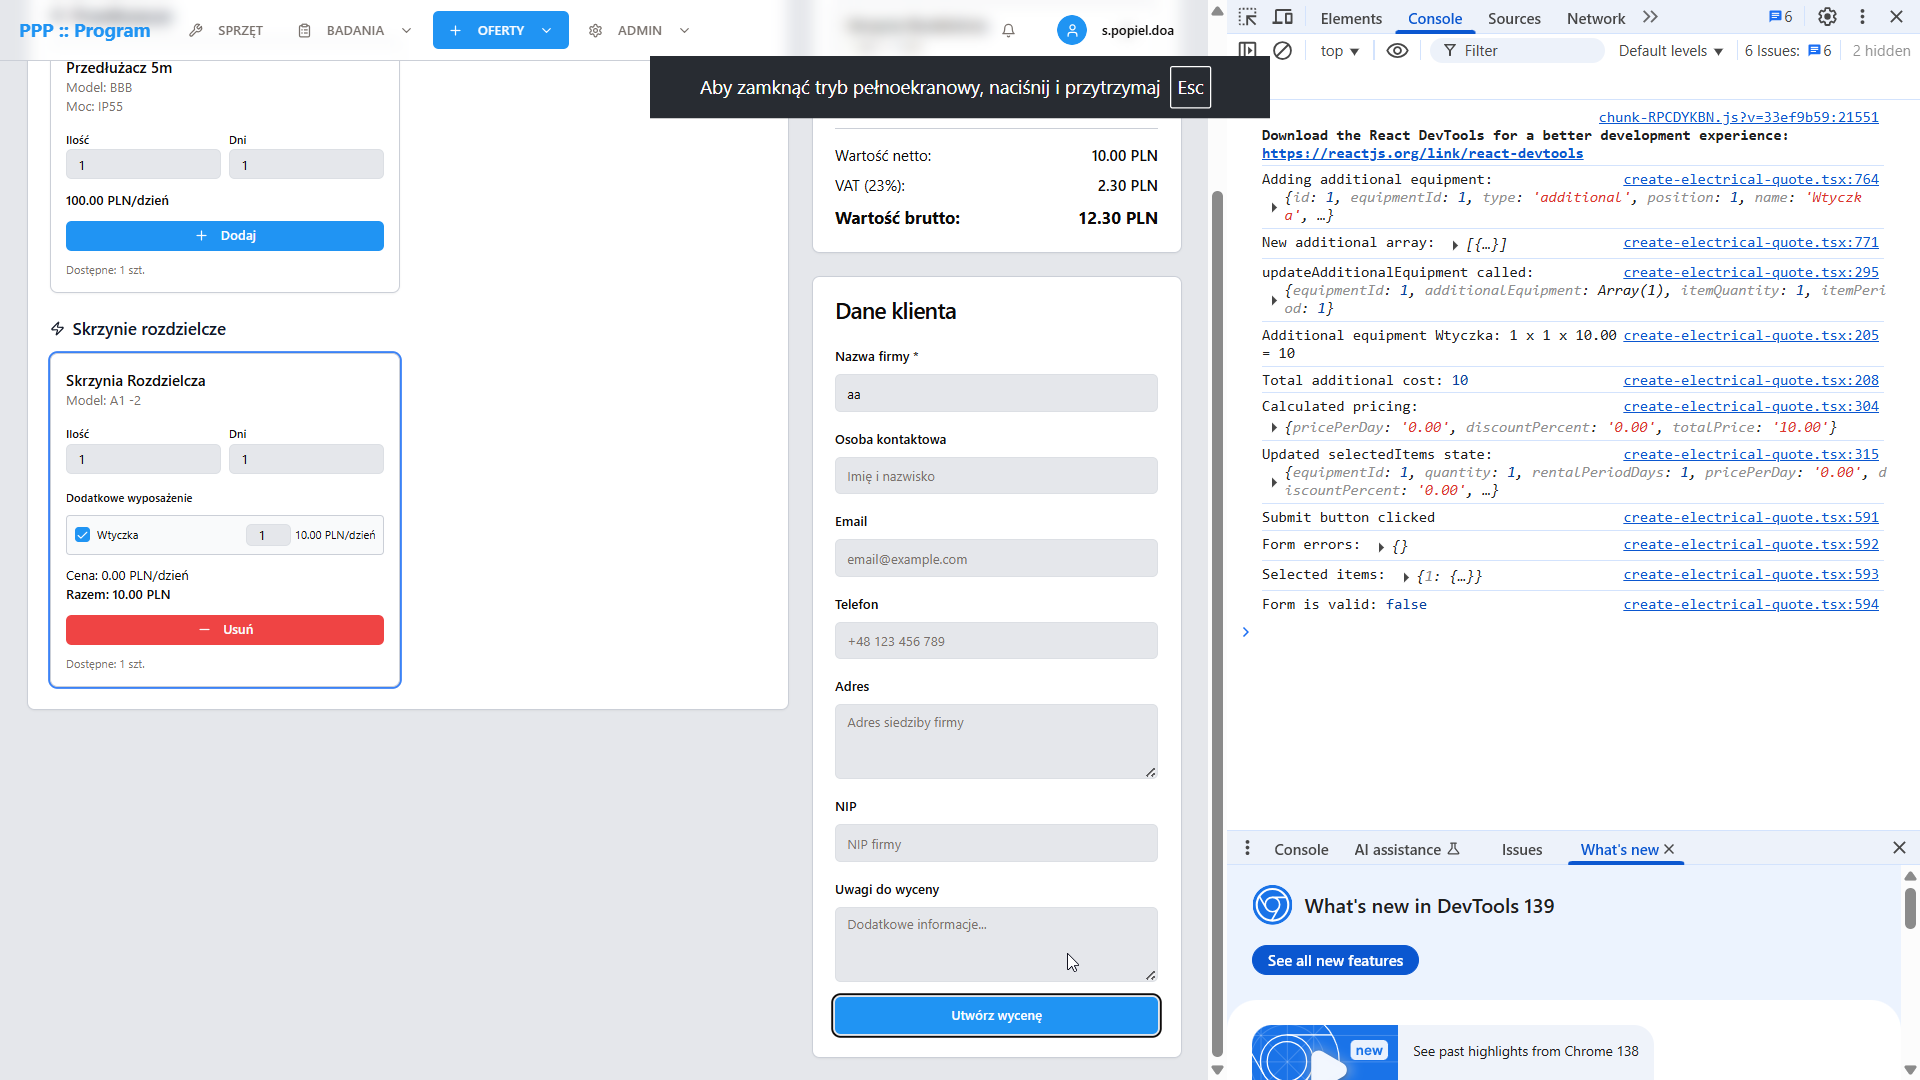 PPP :: Program
SPRZĘT
BADANIA
OFERTY
ADMIN
s.popiel.doa
Aby zamknąć tryb pełnoekranowy, naciśnij i przytrzymaj Esc
Przedłużacz 5m
Model: BBB
Moc: IP55
Ilość Dni
1 1
100.00 PLN/dzień
+ Dodaj
Dostępne: 1 szt.
Skrzynie rozdzielcze
Skrzynia Rozdzielcza
Model: A1 -2
Ilość Dni
1 1
Dodatkowe wyposażenie
Wtyczka 1 10.00 PLN/dzień
Cena: 0.00 PLN/dzień
Razem: 10.00 PLN
— Usuń
Dostępne: 1 szt.
Wartość netto: 10.00 PLN
VAT (23%): 2.30 PLN
Wartość brutto: 12.30 PLN
Dane klienta
Nazwa firmy *
aa
Osoba kontaktowa
Imię i nazwisko
Email
email@example.com
Telefon
+48 123 456 789
Adres
Adres siedziby firmy
NIP
NIP firmy
Uwagi do wyceny
Dodatkowe informacje...
Utwórz wycenę
Elements Console Sources Network 6
top Filter Default levels 6 Issues: 6 2 hidden
chunk-RPCDYKBN.js?v=33ef9b59:21551
Download the React DevTools for a better development experience:
https://reactjs.org/link/react-devtools
Adding additional equipment: create-electrical-quote.tsx:764
{id: 1, equipmentId: 1, type: 'additional', position: 1, name: 'Wtyczk
a', …}
New additional array: [{…}] create-electrical-quote.tsx:771
updateAdditionalEquipment called: create-electrical-quote.tsx:295
{equipmentId: 1, additionalEquipment: Array(1), itemQuantity: 1, itemPeri
od: 1}
Additional equipment Wtyczka: 1 x 1 x 10.00 create-electrical-quote.tsx:205
= 10
Total additional cost: 10 create-electrical-quote.tsx:208
Calculated pricing: create-electrical-quote.tsx:304
{pricePerDay: '0.00', discountPercent: '0.00', totalPrice: '10.00'}
Updated selectedItems state: create-electrical-quote.tsx:315
{equipmentId: 1, quantity: 1, rentalPeriodDays: 1, pricePerDay: '0.00', d
iscountPercent: '0.00', …}
Submit button clicked create-electrical-quote.tsx:591
Form errors: {} create-electrical-quote.tsx:592
Selected items: {1: {…}} create-electrical-quote.tsx:593
Form is valid: false create-electrical-quote.tsx:594
Console AI assistance Issues What's new
What's new in DevTools 139
See all new features
new
See past highlights from Chrome 138